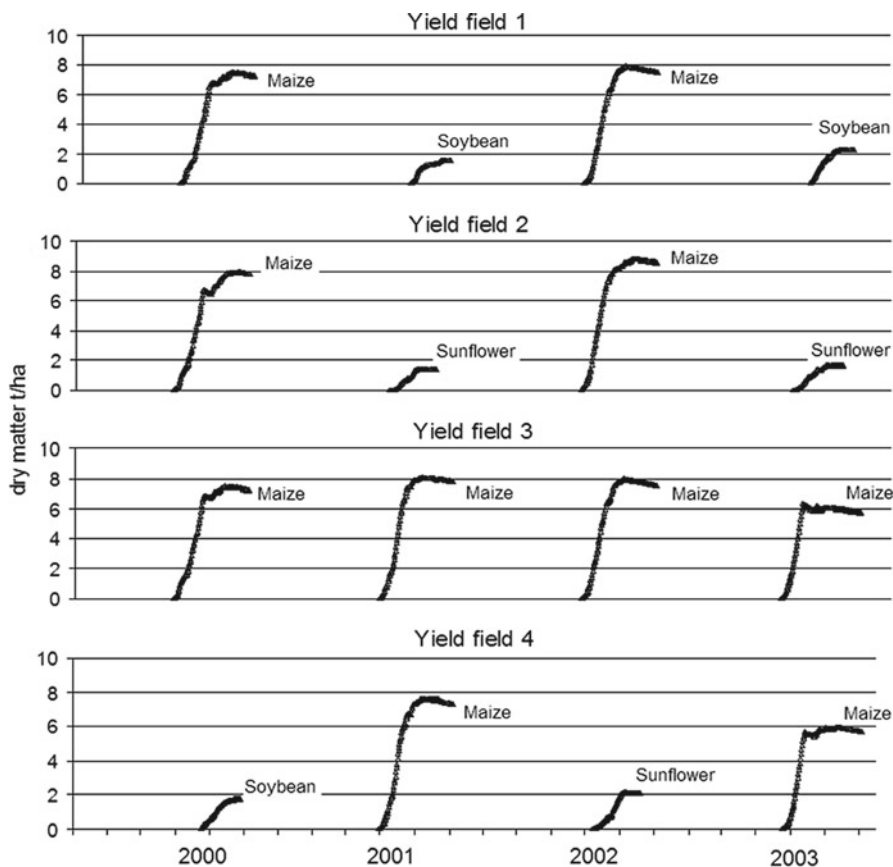 Yield field 1
10
8
6
4
2
0
Maize
Soybean
Maize
Soybean
Yield field 2
10
8
6
4
2
0
Maize
Sunflower
Maize
Sunflower
dry matter t/ha
Yield field 3
10
8
6
4
2
0
Maize
Maize
Maize
Maize
Yield field 4
10
8
6
4
2
0
Soybean
Maize
Sunflower
Maize
2000 2001 2002 2003